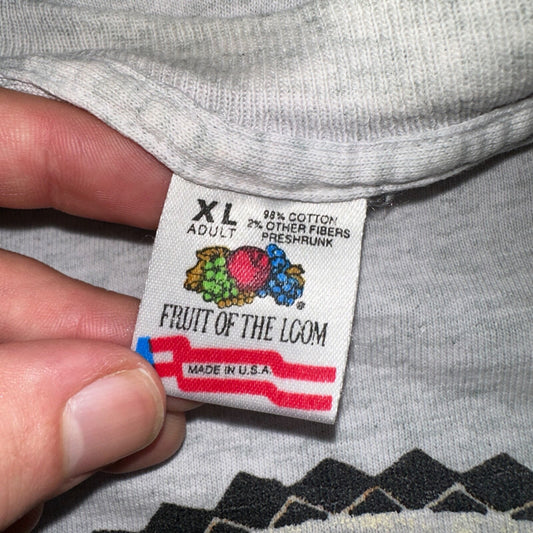 XL
ADULT
98% COTTON
2% OTHER FIBERS
PRESHRUNK
®
FRUIT OF THE LOOM
MADE IN U.S.A.